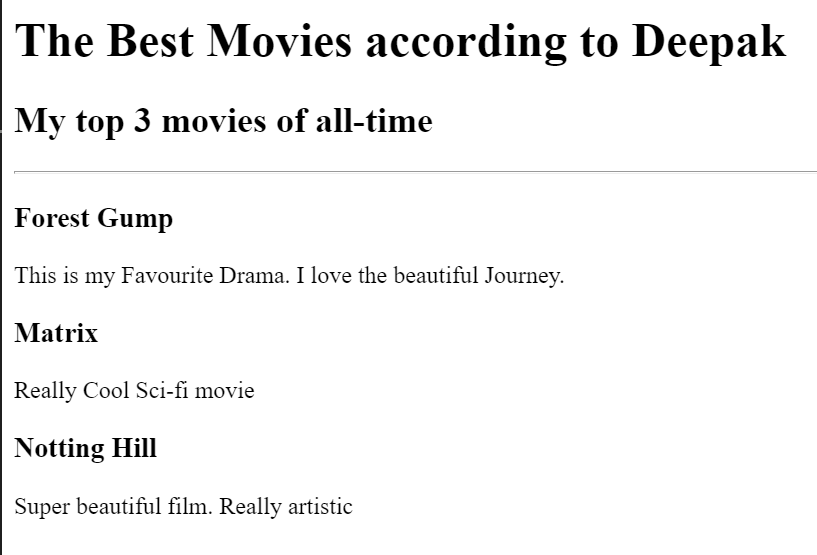 The Best Movies according to Deepak
My top 3 movies of all-time
Forest Gump
This is my Favourite Drama. I love the beautiful Journey.
Matrix
Really Cool Sci-fi movie
Notting Hill
Super beautiful film. Really artistic